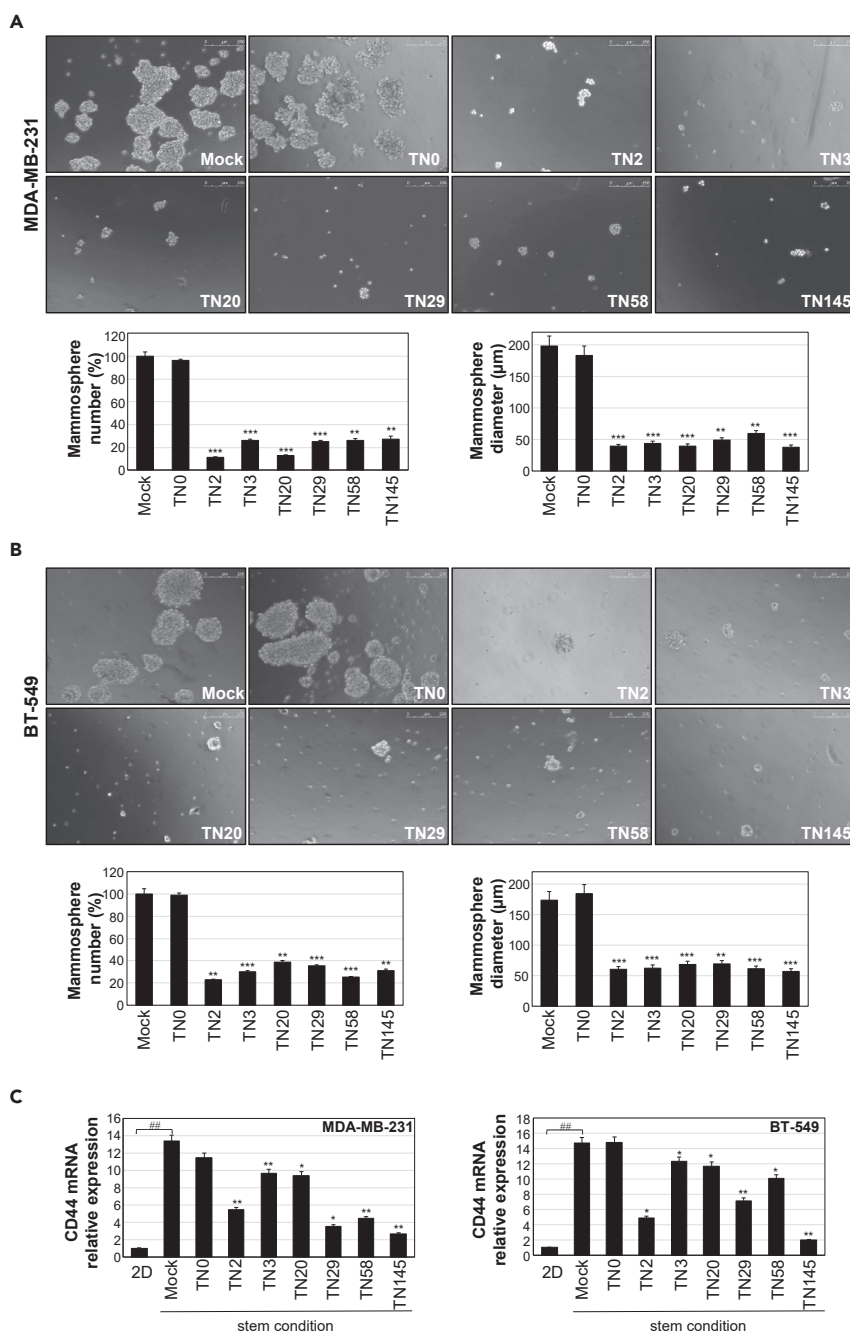 A
MDA-MB-231
Mock
TN0
TN2
TN3
TN20
TN29
TN58
TN145
Mammosphere
number (%)
120
100
80
60
40
20
0
***
***
***
***
**
**
Mock
TN0
TN2
TN3
TN20
TN29
TN58
TN145
Mammosphere
diameter (µm)
200
150
100
50
0
***
***
***
**
**
***
Mock
TN0
TN2
TN3
TN20
TN29
TN58
TN145
B
BT-549
Mock
TN0
TN2
TN3
TN20
TN29
TN58
TN145
Mammosphere
number (%)
120
100
80
60
40
20
0
**
***
**
***
***
**
Mock
TN0
TN2
TN3
TN20
TN29
TN58
TN145
Mammosphere
diameter (µm)
200
150
100
50
0
***
***
***
**
***
***
Mock
TN0
TN2
TN3
TN20
TN29
TN58
TN145
C
CD44 mRNA
relative expression
16
14
12
10
8
6
4
2
0
##
MDA-MB-231
**
**
*
*
**
**
2D
Mock
TN0
TN2
TN3
TN20
TN29
TN58
TN145
stem condition
CD44 mRNA
relative expression
18
16
14
12
10
8
6
4
2
0
##
BT-549
*
*
*
**
*
**
2D
Mock
TN0
TN2
TN3
TN20
TN29
TN58
TN145
stem condition